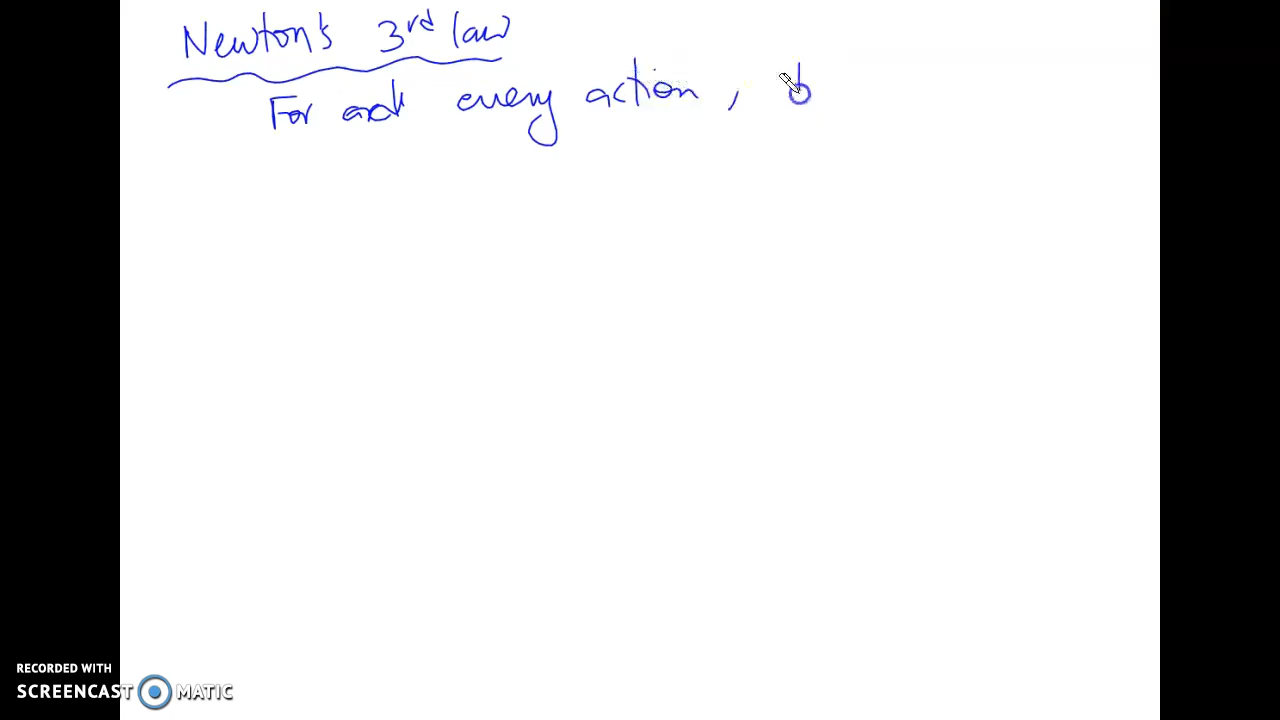 Newton's 3rd law
For each every action,
RECORDED WITH
SCREENCAST MATIC